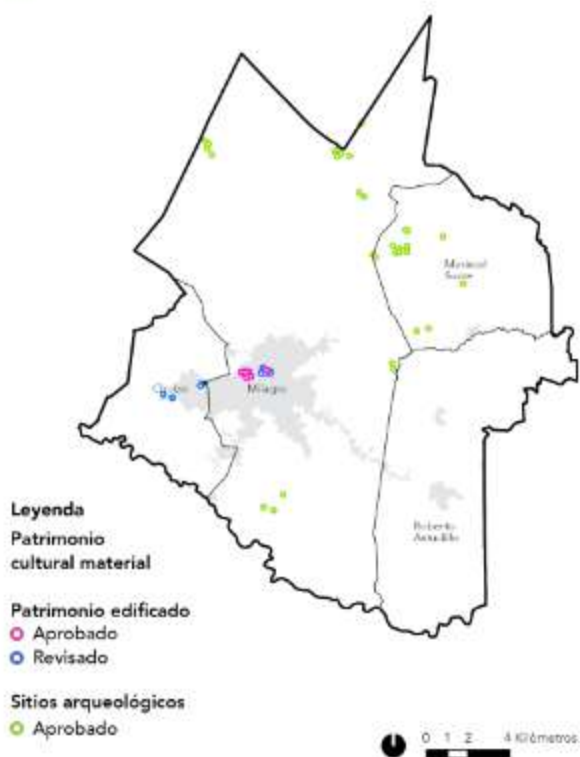 Mariscal
Sucre
Milagro
Roberto
Astudillo
Leyenda
Patrimonio
cultural material
Patrimonio edificado
Aprobado
Revisado
Sitios arqueológicos
Aprobado
0 1 2 4 Kilómetros